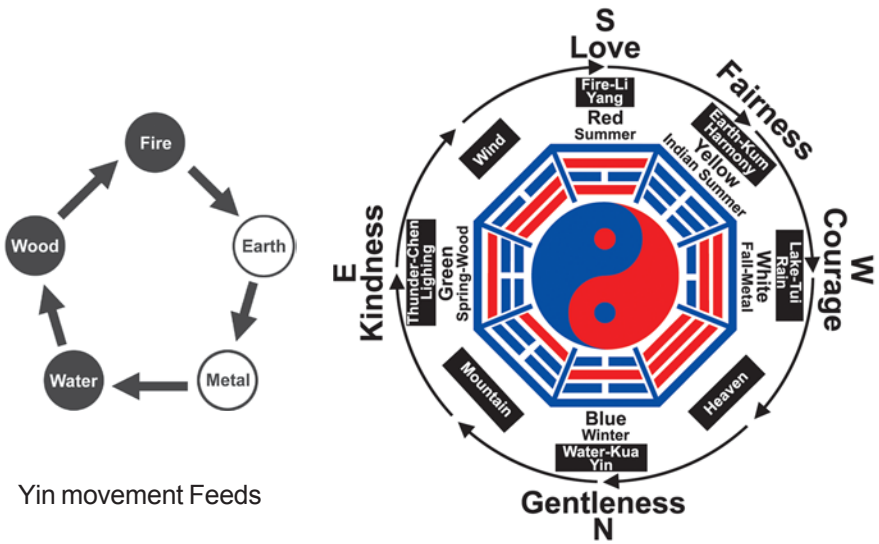 Fire
Wood
Earth
Water
Metal
Yin movement Feeds
S
Love
Fire-Li
Yang
Red
Summer
Fairness
Earth-Kum
Harmony
Yellow
Indian Summer
W
Courage
Lake-Tui
Rain
White
Fall-Metal
Heaven
Blue
Winter
Water-Kua
Yin
Gentleness
N
Mountain
E
Kindness
Thunder-Chen
Lighing
Green
Spring-Wood
Wind